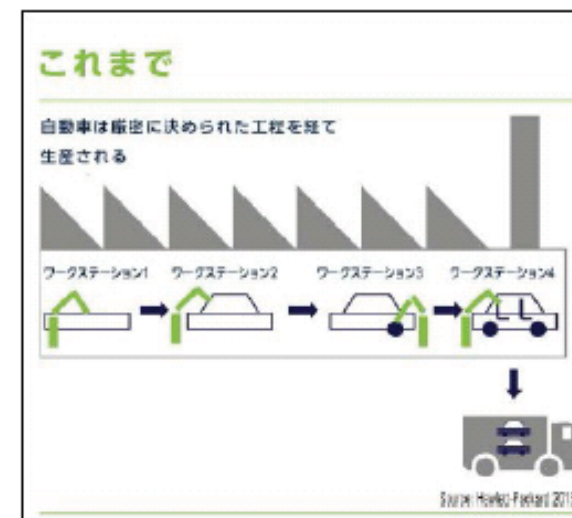 これまで
自動車は厳密に決められた工程を経て
生産される
ワークステーション1 ワークステーション2 ワークステーション3 ワークステーション4
Source: Hewlett-Packard 201